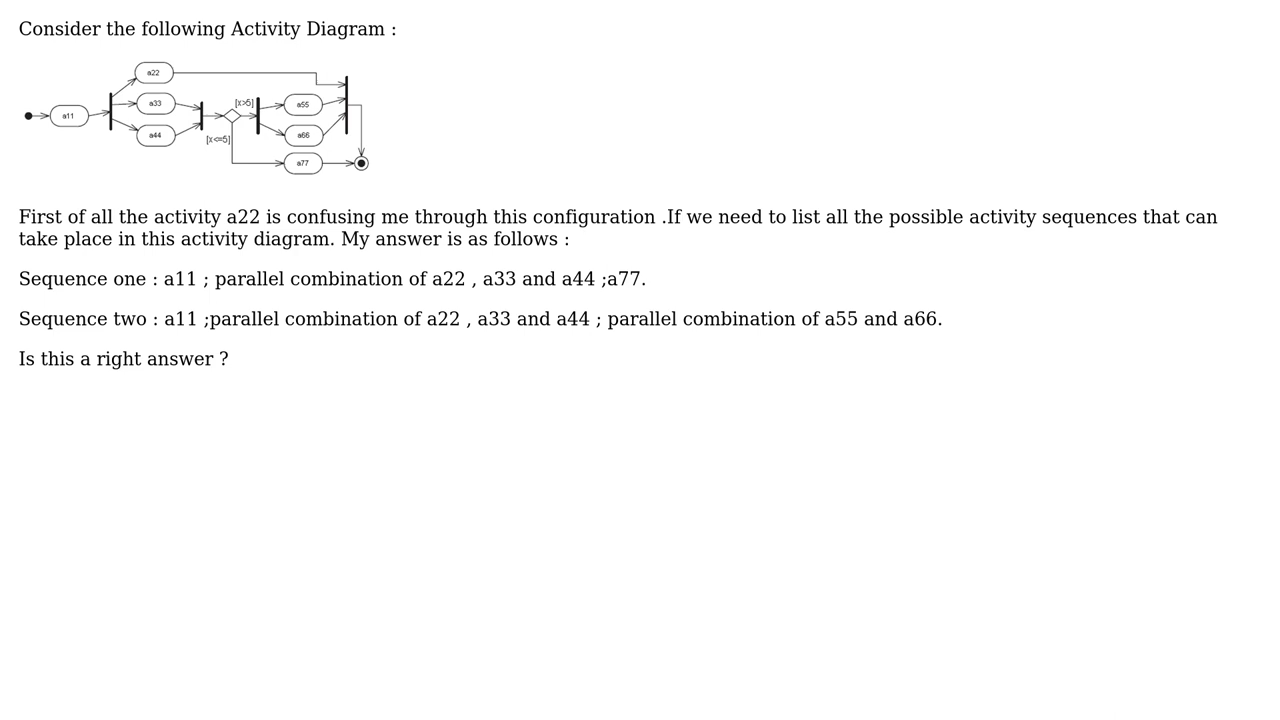 Consider the following Activity Diagram :
a22
a33
[x>5]
a55
a11
a44
[x<=5]
a66
a77
First of all the activity a22 is confusing me through this configuration .If we need to list all the possible activity sequences that can
take place in this activity diagram. My answer is as follows :
Sequence one : a11 ; parallel combination of a22 , a33 and a44 ;a77.
Sequence two : a11 ;parallel combination of a22 , a33 and a44 ; parallel combination of a55 and a66.
Is this a right answer ?